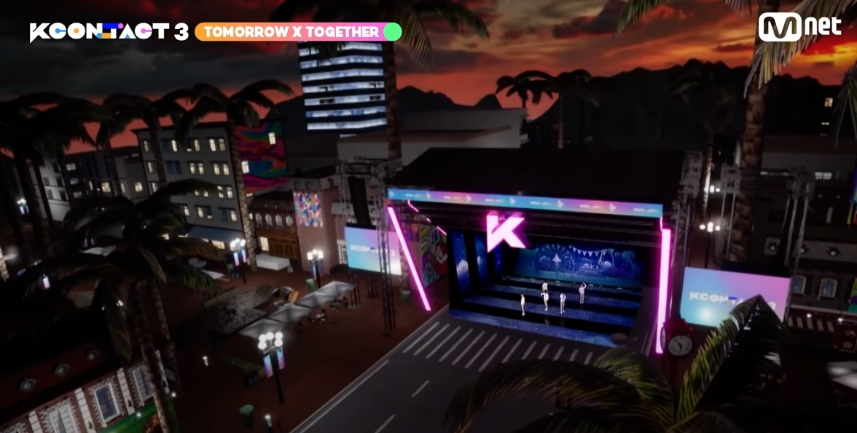 KCON:TACT 3 TOMORROW X TOGETHER
Mnet
K